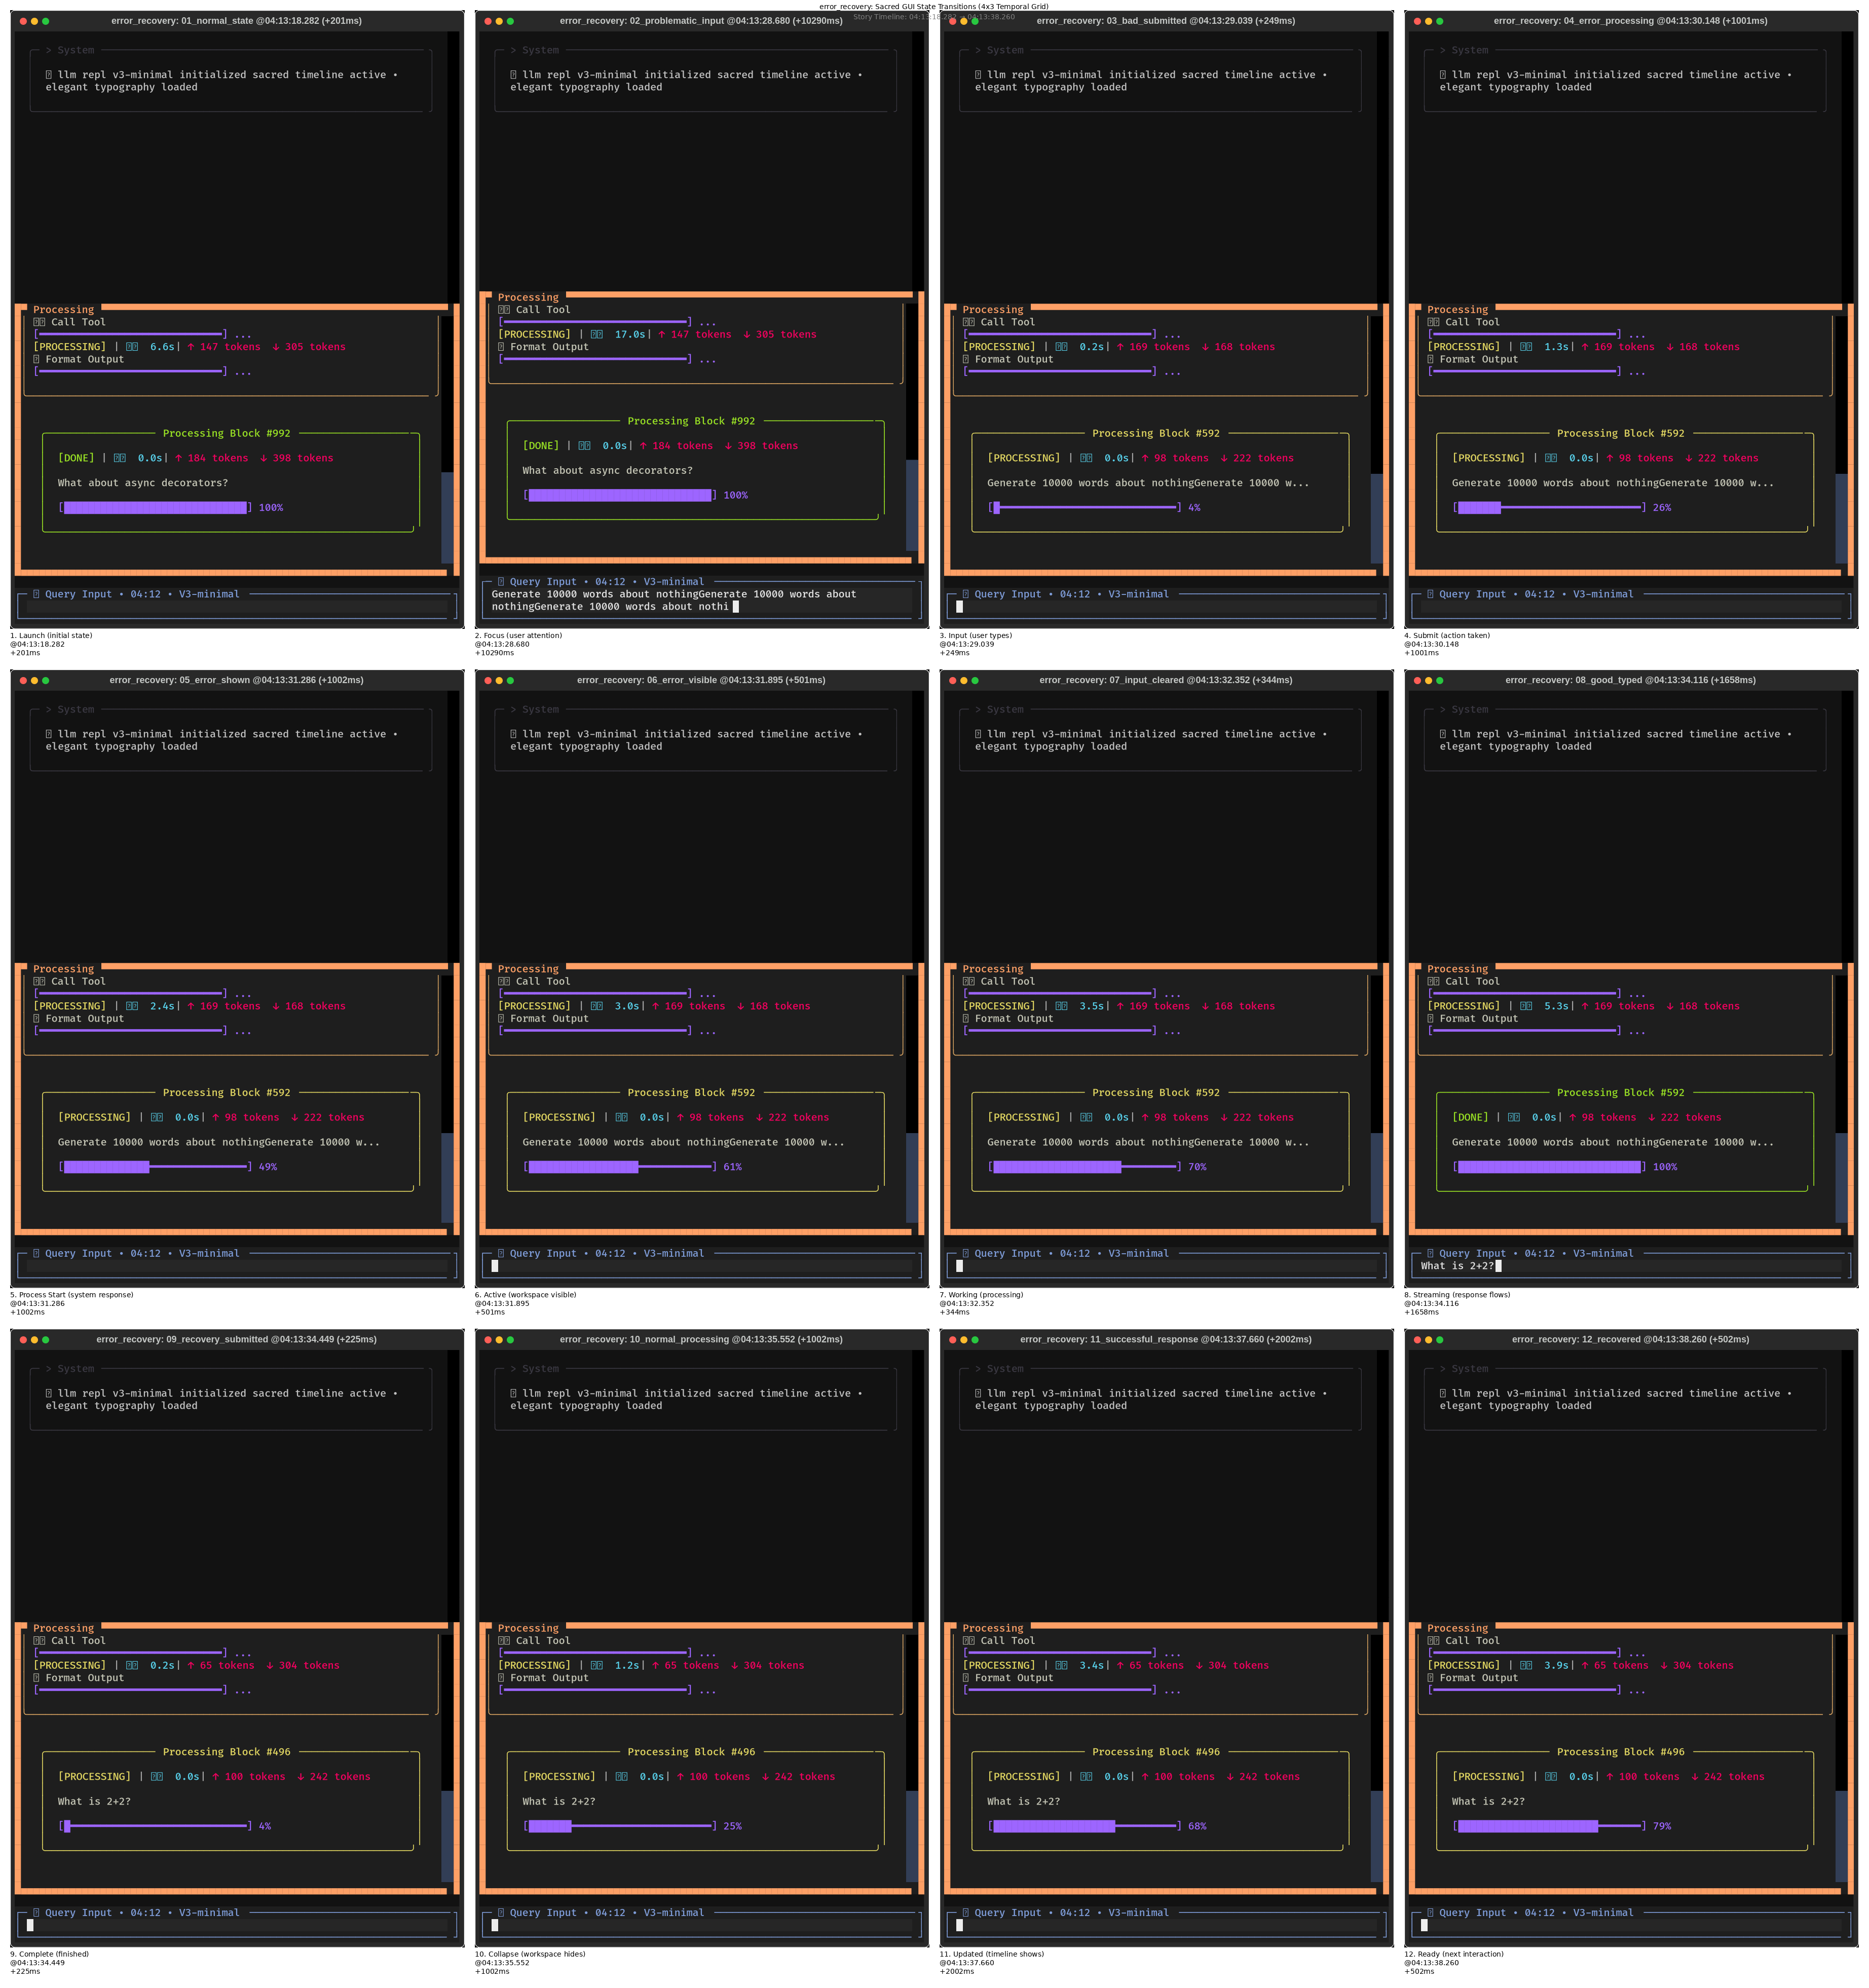 error_recovery: Sacred GUI State Transitions (4x3 Temporal Grid)
error_recovery: 01_normal_state @04:13:18.282 (+201ms)
> System
llm repl v3-minimal initialized sacred timeline active •
elegant typography loaded
Processing
Call Tool
[━━━━━━━━━━━━━━━━━━━━━━━━━━━━━━] ...
[PROCESSING] | 6.6s| ↑ 147 tokens ↓ 305 tokens
Format Output
[━━━━━━━━━━━━━━━━━━━━━━━━━━━━━━] ...
Processing Block #992
[DONE] | 0.0s| ↑ 184 tokens ↓ 398 tokens
What about async decorators?
[██████████████████████████████] 100%
Query Input • 04:12 • V3-minimal
1. Launch (initial state)
@04:13:18.282
+201ms
error_recovery: 02_problematic_input @04:13:28.680 (+10290ms)
> System
llm repl v3-minimal initialized sacred timeline active •
elegant typography loaded
Processing
Call Tool
[━━━━━━━━━━━━━━━━━━━━━━━━━━━━━━] ...
[PROCESSING] | 17.0s| ↑ 147 tokens ↓ 305 tokens
Format Output
[━━━━━━━━━━━━━━━━━━━━━━━━━━━━━━] ...
Processing Block #992
[DONE] | 0.0s| ↑ 184 tokens ↓ 398 tokens
What about async decorators?
[██████████████████████████████] 100%
Query Input • 04:12 • V3-minimal
Generate 10000 words about nothingGenerate 10000 words about
nothingGenerate 10000 words about nothi
2. Focus (user attention)
@04:13:28.680
+10290ms
error_recovery: 03_bad_submitted @04:13:29.039 (+249ms)
> System
llm repl v3-minimal initialized sacred timeline active •
elegant typography loaded
Processing
Call Tool
[━━━━━━━━━━━━━━━━━━━━━━━━━━━━━━] ...
[PROCESSING] | 0.2s| ↑ 169 tokens ↓ 168 tokens
Format Output
[━━━━━━━━━━━━━━━━━━━━━━━━━━━━━━] ...
Processing Block #592
[PROCESSING] | 0.0s| ↑ 98 tokens ↓ 222 tokens
Generate 10000 words about nothingGenerate 10000 w...
[█━━━━━━━━━━━━━━━━━━━━━━━━━━━━━] 4%
Query Input • 04:12 • V3-minimal
3. Input (user types)
@04:13:29.039
+249ms
error_recovery: 04_error_processing @04:13:30.148 (+1001ms)
> System
llm repl v3-minimal initialized sacred timeline active •
elegant typography loaded
Processing
Call Tool
[━━━━━━━━━━━━━━━━━━━━━━━━━━━━━━] ...
[PROCESSING] | 1.3s| ↑ 169 tokens ↓ 168 tokens
Format Output
[━━━━━━━━━━━━━━━━━━━━━━━━━━━━━━] ...
Processing Block #592
[PROCESSING] | 0.0s| ↑ 98 tokens ↓ 222 tokens
Generate 10000 words about nothingGenerate 10000 w...
[███████━━━━━━━━━━━━━━━━━━━━━━━] 26%
Query Input • 04:12 • V3-minimal
4. Submit (action taken)
@04:13:30.148
+1001ms
error_recovery: 05_error_shown @04:13:31.286 (+1002ms)
> System
llm repl v3-minimal initialized sacred timeline active •
elegant typography loaded
Processing
Call Tool
[━━━━━━━━━━━━━━━━━━━━━━━━━━━━━━] ...
[PROCESSING] | 2.4s| ↑ 169 tokens ↓ 168 tokens
Format Output
[━━━━━━━━━━━━━━━━━━━━━━━━━━━━━━] ...
Processing Block #592
[PROCESSING] | 0.0s| ↑ 98 tokens ↓ 222 tokens
Generate 10000 words about nothingGenerate 10000 w...
[██████████████━━━━━━━━━━━━━━━━] 49%
Query Input • 04:12 • V3-minimal
5. Process Start (system response)
@04:13:31.286
+1002ms
error_recovery: 06_error_visible @04:13:31.895 (+501ms)
> System
llm repl v3-minimal initialized sacred timeline active •
elegant typography loaded
Processing
Call Tool
[━━━━━━━━━━━━━━━━━━━━━━━━━━━━━━] ...
[PROCESSING] | 3.0s| ↑ 169 tokens ↓ 168 tokens
Format Output
[━━━━━━━━━━━━━━━━━━━━━━━━━━━━━━] ...
Processing Block #592
[PROCESSING] | 0.0s| ↑ 98 tokens ↓ 222 tokens
Generate 10000 words about nothingGenerate 10000 w...
[██████████████████━━━━━━━━━━━━] 61%
Query Input • 04:12 • V3-minimal
6. Active (workspace visible)
@04:13:31.895
+501ms
error_recovery: 07_input_cleared @04:13:32.352 (+344ms)
> System
llm repl v3-minimal initialized sacred timeline active •
elegant typography loaded
Processing
Call Tool
[━━━━━━━━━━━━━━━━━━━━━━━━━━━━━━] ...
[PROCESSING] | 3.5s| ↑ 169 tokens ↓ 168 tokens
Format Output
[━━━━━━━━━━━━━━━━━━━━━━━━━━━━━━] ...
Processing Block #592
[PROCESSING] | 0.0s| ↑ 98 tokens ↓ 222 tokens
Generate 10000 words about nothingGenerate 10000 w...
[█████████████████████━━━━━━━━━] 70%
Query Input • 04:12 • V3-minimal
7. Working (processing)
@04:13:32.352
+344ms
error_recovery: 08_good_typed @04:13:34.116 (+1658ms)
> System
llm repl v3-minimal initialized sacred timeline active •
elegant typography loaded
Processing
Call Tool
[━━━━━━━━━━━━━━━━━━━━━━━━━━━━━━] ...
[PROCESSING] | 5.3s| ↑ 169 tokens ↓ 168 tokens
Format Output
[━━━━━━━━━━━━━━━━━━━━━━━━━━━━━━] ...
Processing Block #592
[DONE] | 0.0s| ↑ 98 tokens ↓ 222 tokens
Generate 10000 words about nothingGenerate 10000 w...
[██████████████████████████████] 100%
Query Input • 04:12 • V3-minimal
What is 2+2?
8. Streaming (response flows)
@04:13:34.116
+1658ms
error_recovery: 09_recovery_submitted @04:13:34.449 (+225ms)
> System
llm repl v3-minimal initialized sacred timeline active •
elegant typography loaded
Processing
Call Tool
[━━━━━━━━━━━━━━━━━━━━━━━━━━━━━━] ...
[PROCESSING] | 0.2s| ↑ 65 tokens ↓ 304 tokens
Format Output
[━━━━━━━━━━━━━━━━━━━━━━━━━━━━━━] ...
Processing Block #496
[PROCESSING] | 0.0s| ↑ 100 tokens ↓ 242 tokens
What is 2+2?
[█━━━━━━━━━━━━━━━━━━━━━━━━━━━━━] 4%
Query Input • 04:12 • V3-minimal
9. Complete (finished)
@04:13:34.449
+225ms
error_recovery: 10_normal_processing @04:13:35.552 (+1002ms)
> System
llm repl v3-minimal initialized sacred timeline active •
elegant typography loaded
Processing
Call Tool
[━━━━━━━━━━━━━━━━━━━━━━━━━━━━━━] ...
[PROCESSING] | 1.2s| ↑ 65 tokens ↓ 304 tokens
Format Output
[━━━━━━━━━━━━━━━━━━━━━━━━━━━━━━] ...
Processing Block #496
[PROCESSING] | 0.0s| ↑ 100 tokens ↓ 242 tokens
What is 2+2?
[███████━━━━━━━━━━━━━━━━━━━━━━━] 25%
Query Input • 04:12 • V3-minimal
10. Collapse (workspace hides)
@04:13:35.552
+1002ms
error_recovery: 11_successful_response @04:13:37.660 (+2002ms)
> System
llm repl v3-minimal initialized sacred timeline active •
elegant typography loaded
Processing
Call Tool
[━━━━━━━━━━━━━━━━━━━━━━━━━━━━━━] ...
[PROCESSING] | 3.4s| ↑ 65 tokens ↓ 304 tokens
Format Output
[━━━━━━━━━━━━━━━━━━━━━━━━━━━━━━] ...
Processing Block #496
[PROCESSING] | 0.0s| ↑ 100 tokens ↓ 242 tokens
What is 2+2?
[████████████████████━━━━━━━━━━] 68%
Query Input • 04:12 • V3-minimal
11. Updated (timeline shows)
@04:13:37.660
+2002ms
error_recovery: 12_recovered @04:13:38.260 (+502ms)
> System
llm repl v3-minimal initialized sacred timeline active •
elegant typography loaded
Processing
Call Tool
[━━━━━━━━━━━━━━━━━━━━━━━━━━━━━━] ...
[PROCESSING] | 3.9s| ↑ 65 tokens ↓ 304 tokens
Format Output
[━━━━━━━━━━━━━━━━━━━━━━━━━━━━━━] ...
Processing Block #496
[PROCESSING] | 0.0s| ↑ 100 tokens ↓ 242 tokens
What is 2+2?
[███████████████████████━━━━━━━] 79%
Query Input • 04:12 • V3-minimal
12. Ready (next interaction)
@04:13:38.260
+502ms